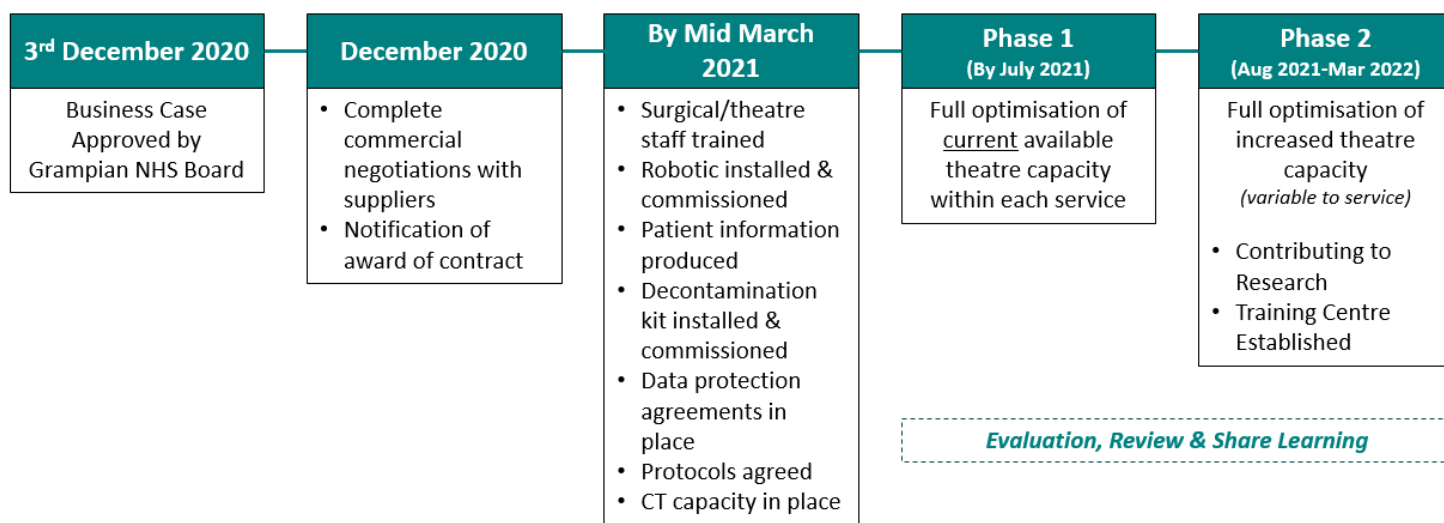 3rd December 2020
Business Case
Approved by
Grampian NHS Board
December 2020
• Complete
commercial
negotiations with
suppliers
• Notification of
award of contract
By Mid March
2021
• Surgical/theatre
staff trained
• Robotic installed &
commissioned
• Patient information
produced
• Decontamination
kit installed &
commissioned
• Data protection
agreements in
place
• Protocols agreed
• CT capacity in place
Phase 1
(By July 2021)
Full optimisation of
current available
theatre capacity
within each service
Phase 2
(Aug 2021-Mar 2022)
Full optimisation of
increased theatre
capacity
(variable to service)
• Contributing to
Research
• Training Centre
Established
Evaluation, Review & Share Learning